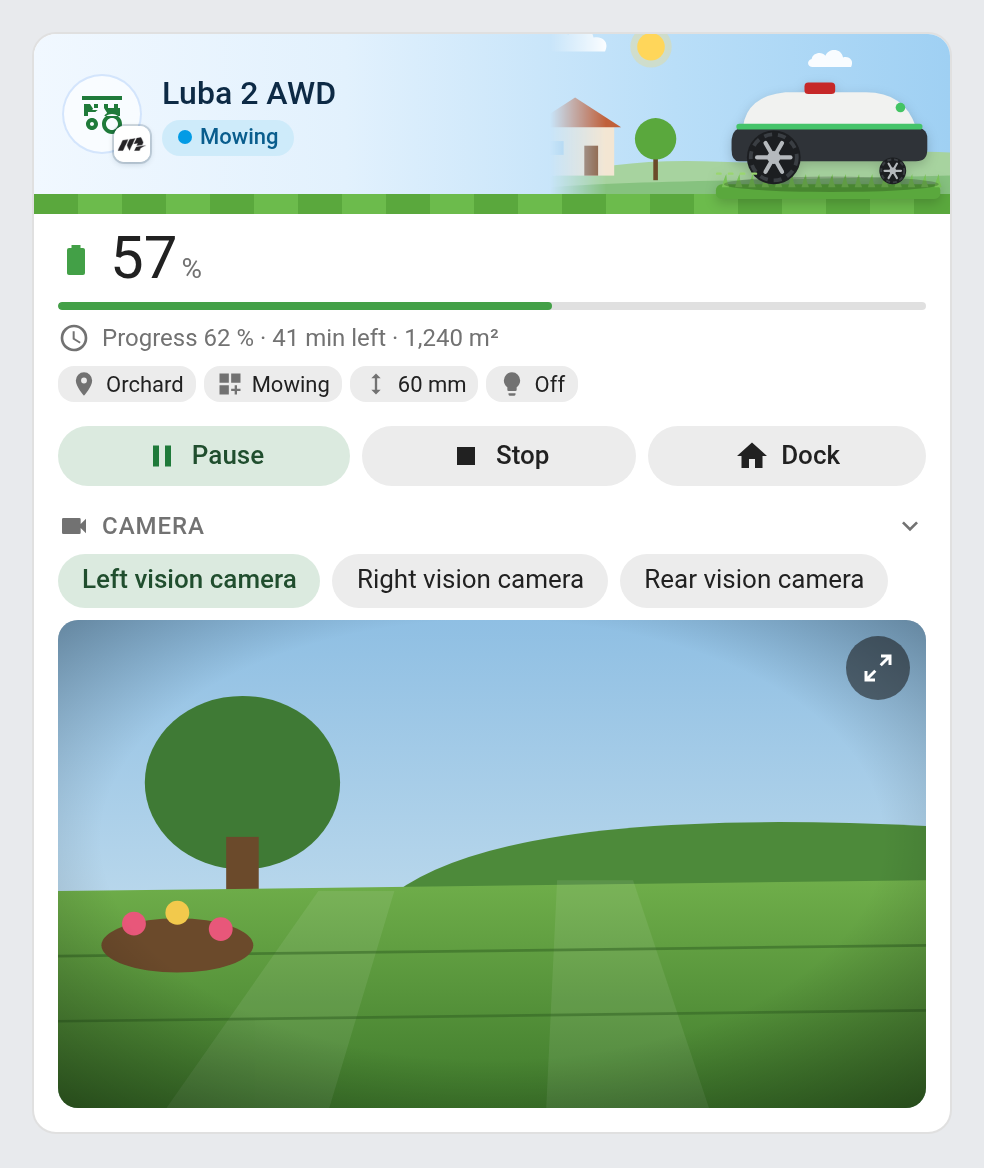 Luba 2 AWD
Mowing
57 %
Progress 62 % · 41 min left · 1,240 m²
Orchard Mowing 60 mm Off
Pause Stop Dock
CAMERA
Left vision camera Right vision camera Rear vision camera